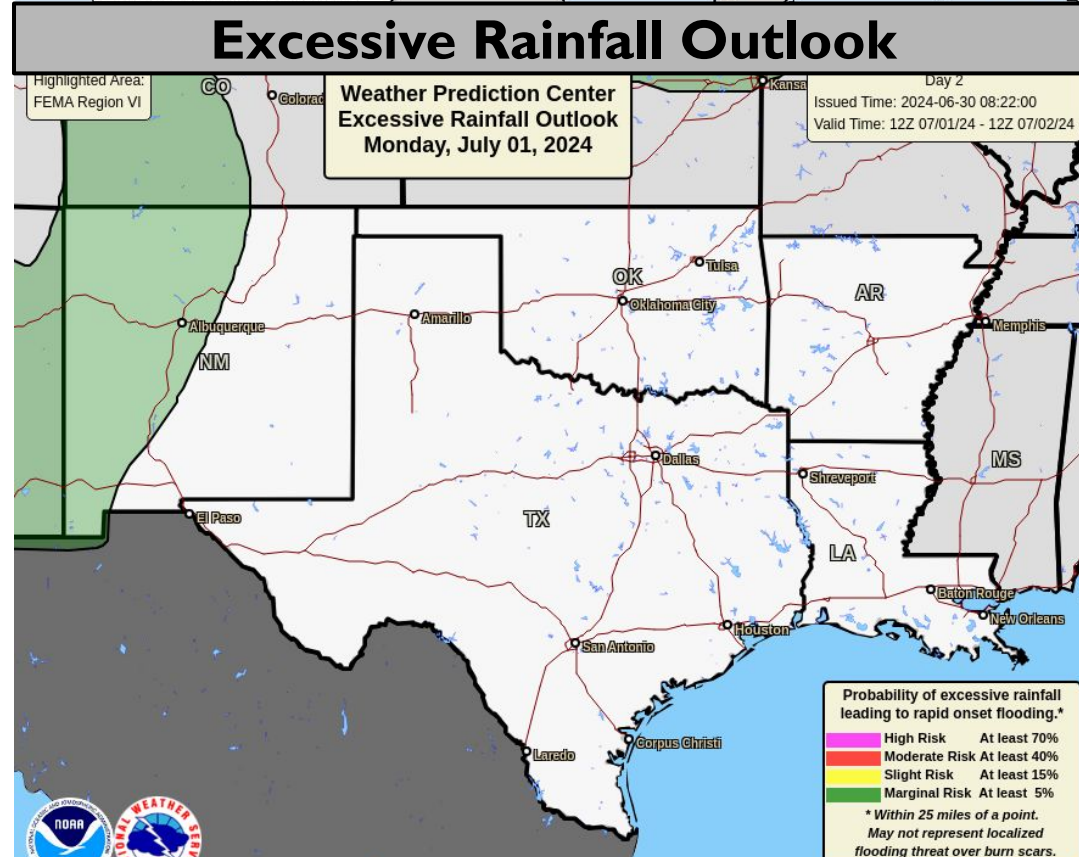 Excessive Rainfall Outlook
Highlighted Area:
FEMA Region VI
Weather Prediction Center
Excessive Rainfall Outlook
Monday, July 01, 2024
Day 2
Issued Time: 2024-06-30 08:22:00
Valid Time: 12Z 07/01/24 - 12Z 07/02/24
CO
Tulsa
OK
Oklahoma City
AR
Amarillo
Albuquerque
NM
Memphis
Dallas
MS
Shreveport
El Paso
TX
LA
Baton Rouge
New Orleans
Houston
San Antonio
Laredo
Corpus Christi
Probability of excessive rainfall
leading to rapid onset flooding.*
High Risk At least 70%
Moderate Risk At least 40%
Slight Risk At least 15%
Marginal Risk At least 5%
* Within 25 miles of a point.
May not represent localized
flooding threat over burn scars.
NOAA
WEATHER